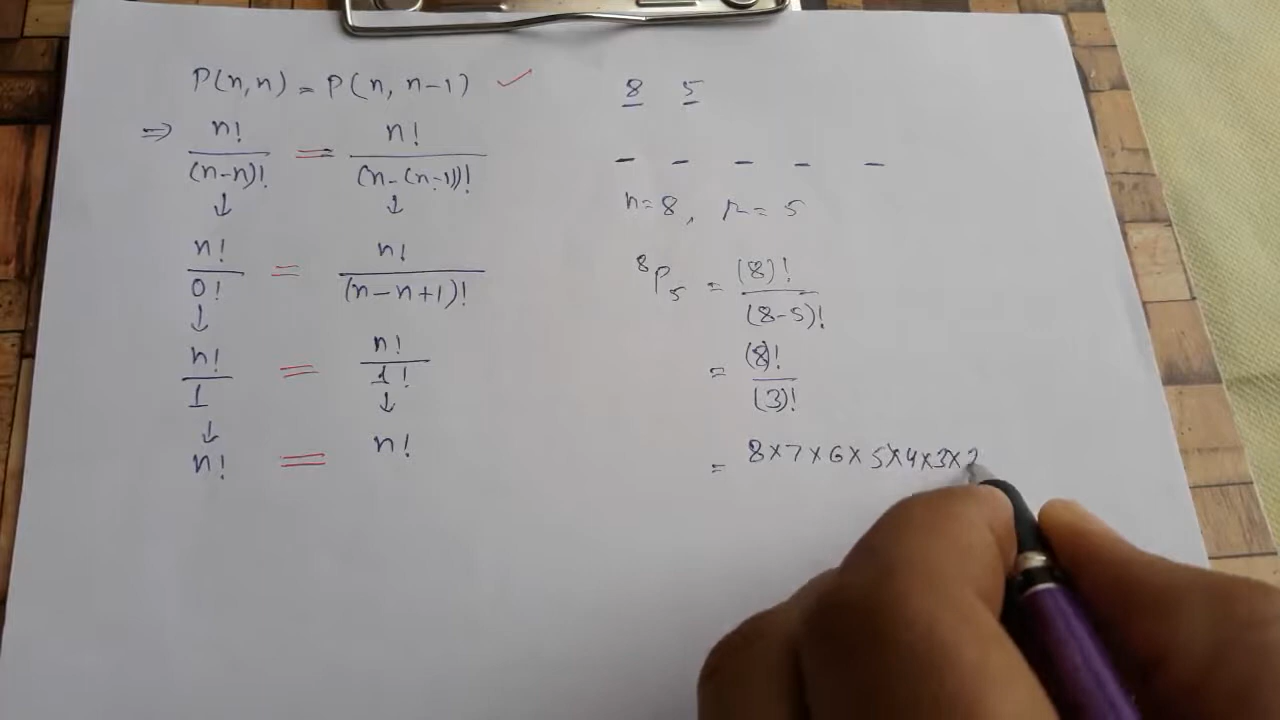 P(n,n) = P(n, n-1) ✓
⇒ n!/(n-n)! = n!/(n-(n-1))!
↓ ↓
n!/0! = n!/(n-n+1)!
↓
n!/1 = n!/1!
↓ ↓
n! = n!
8 5
_ _ _ _ _
n=8, r=5
⁸P₅ = (8)!/(8-5)!
= (8)!/(3)!
= 8×7×6×5×4×3×2